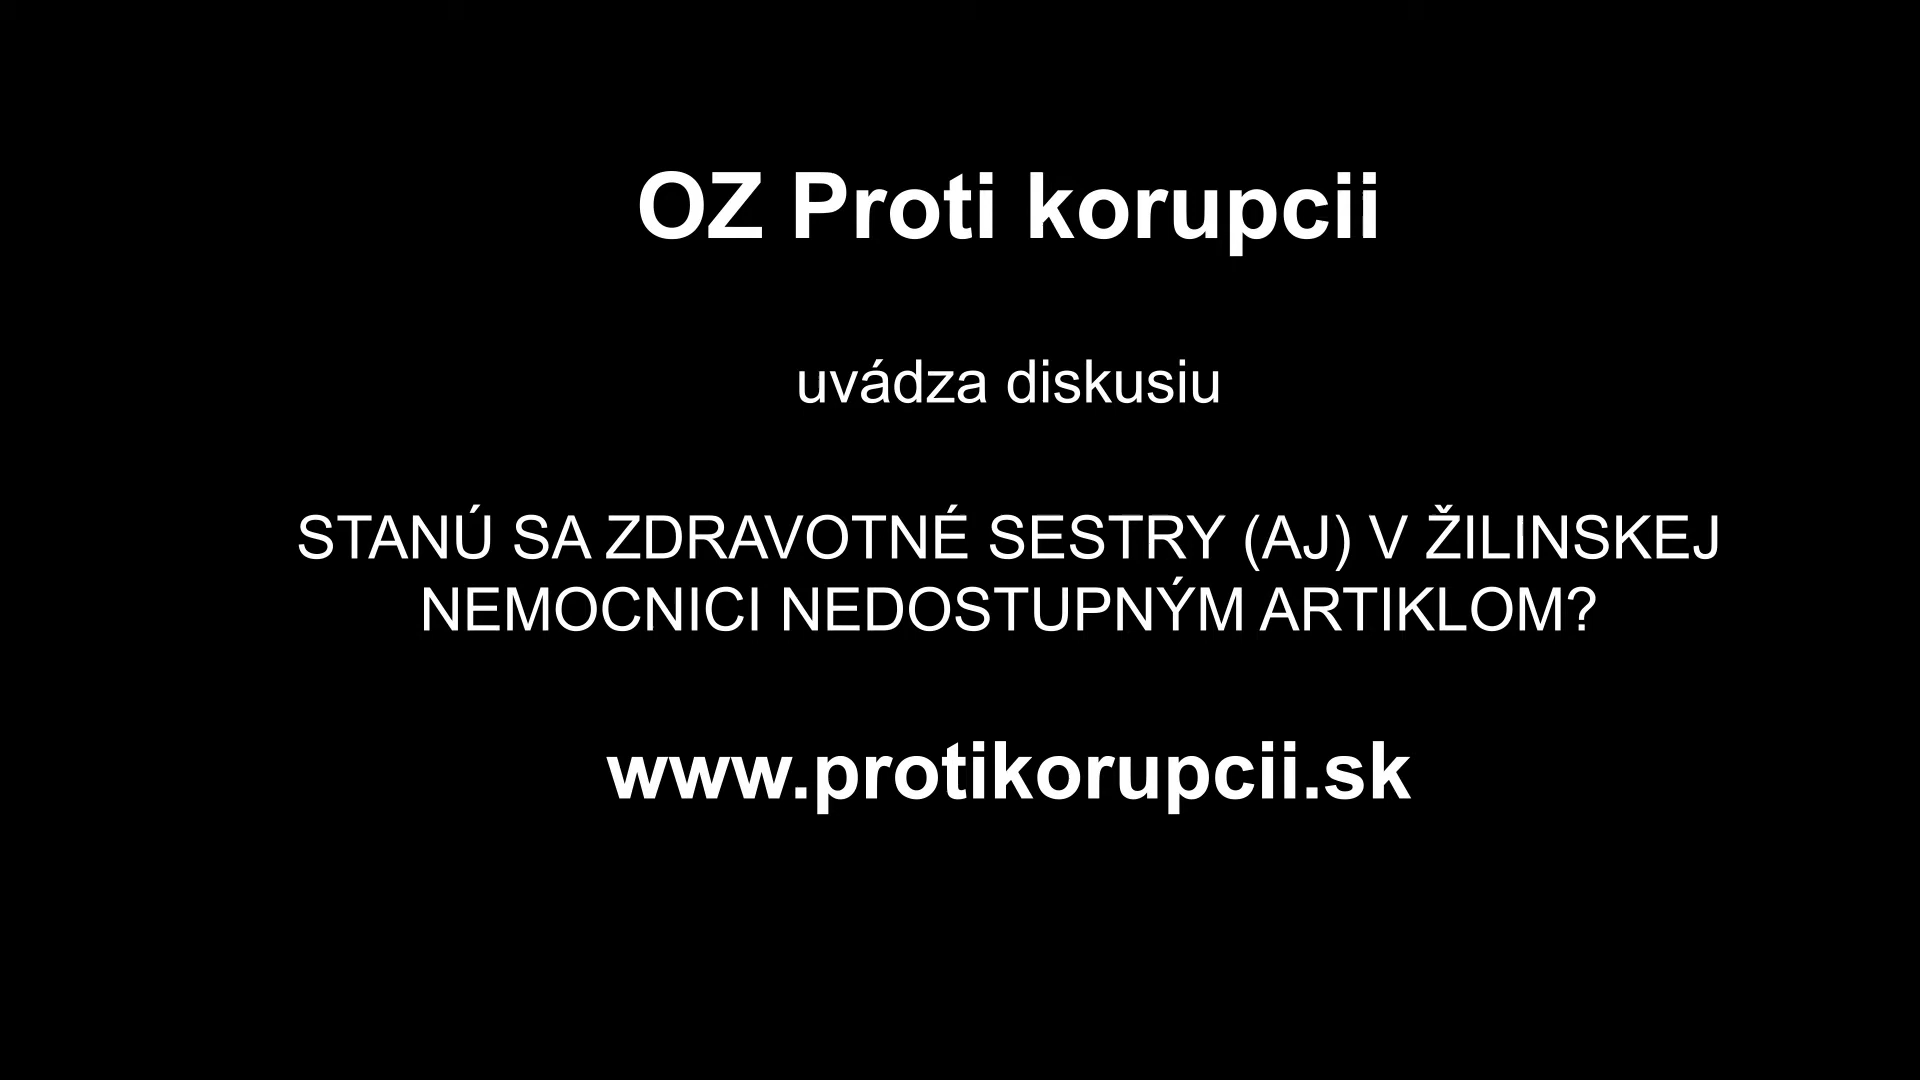 OZ Proti korupcii
uvádza diskusiu
STANÚ SA ZDRAVOTNÉ SESTRY (AJ) V ŽILINSKEJ
NEMOCNICI NEDOSTUPNÝM ARTIKLOM?
www.protikorupcii.sk